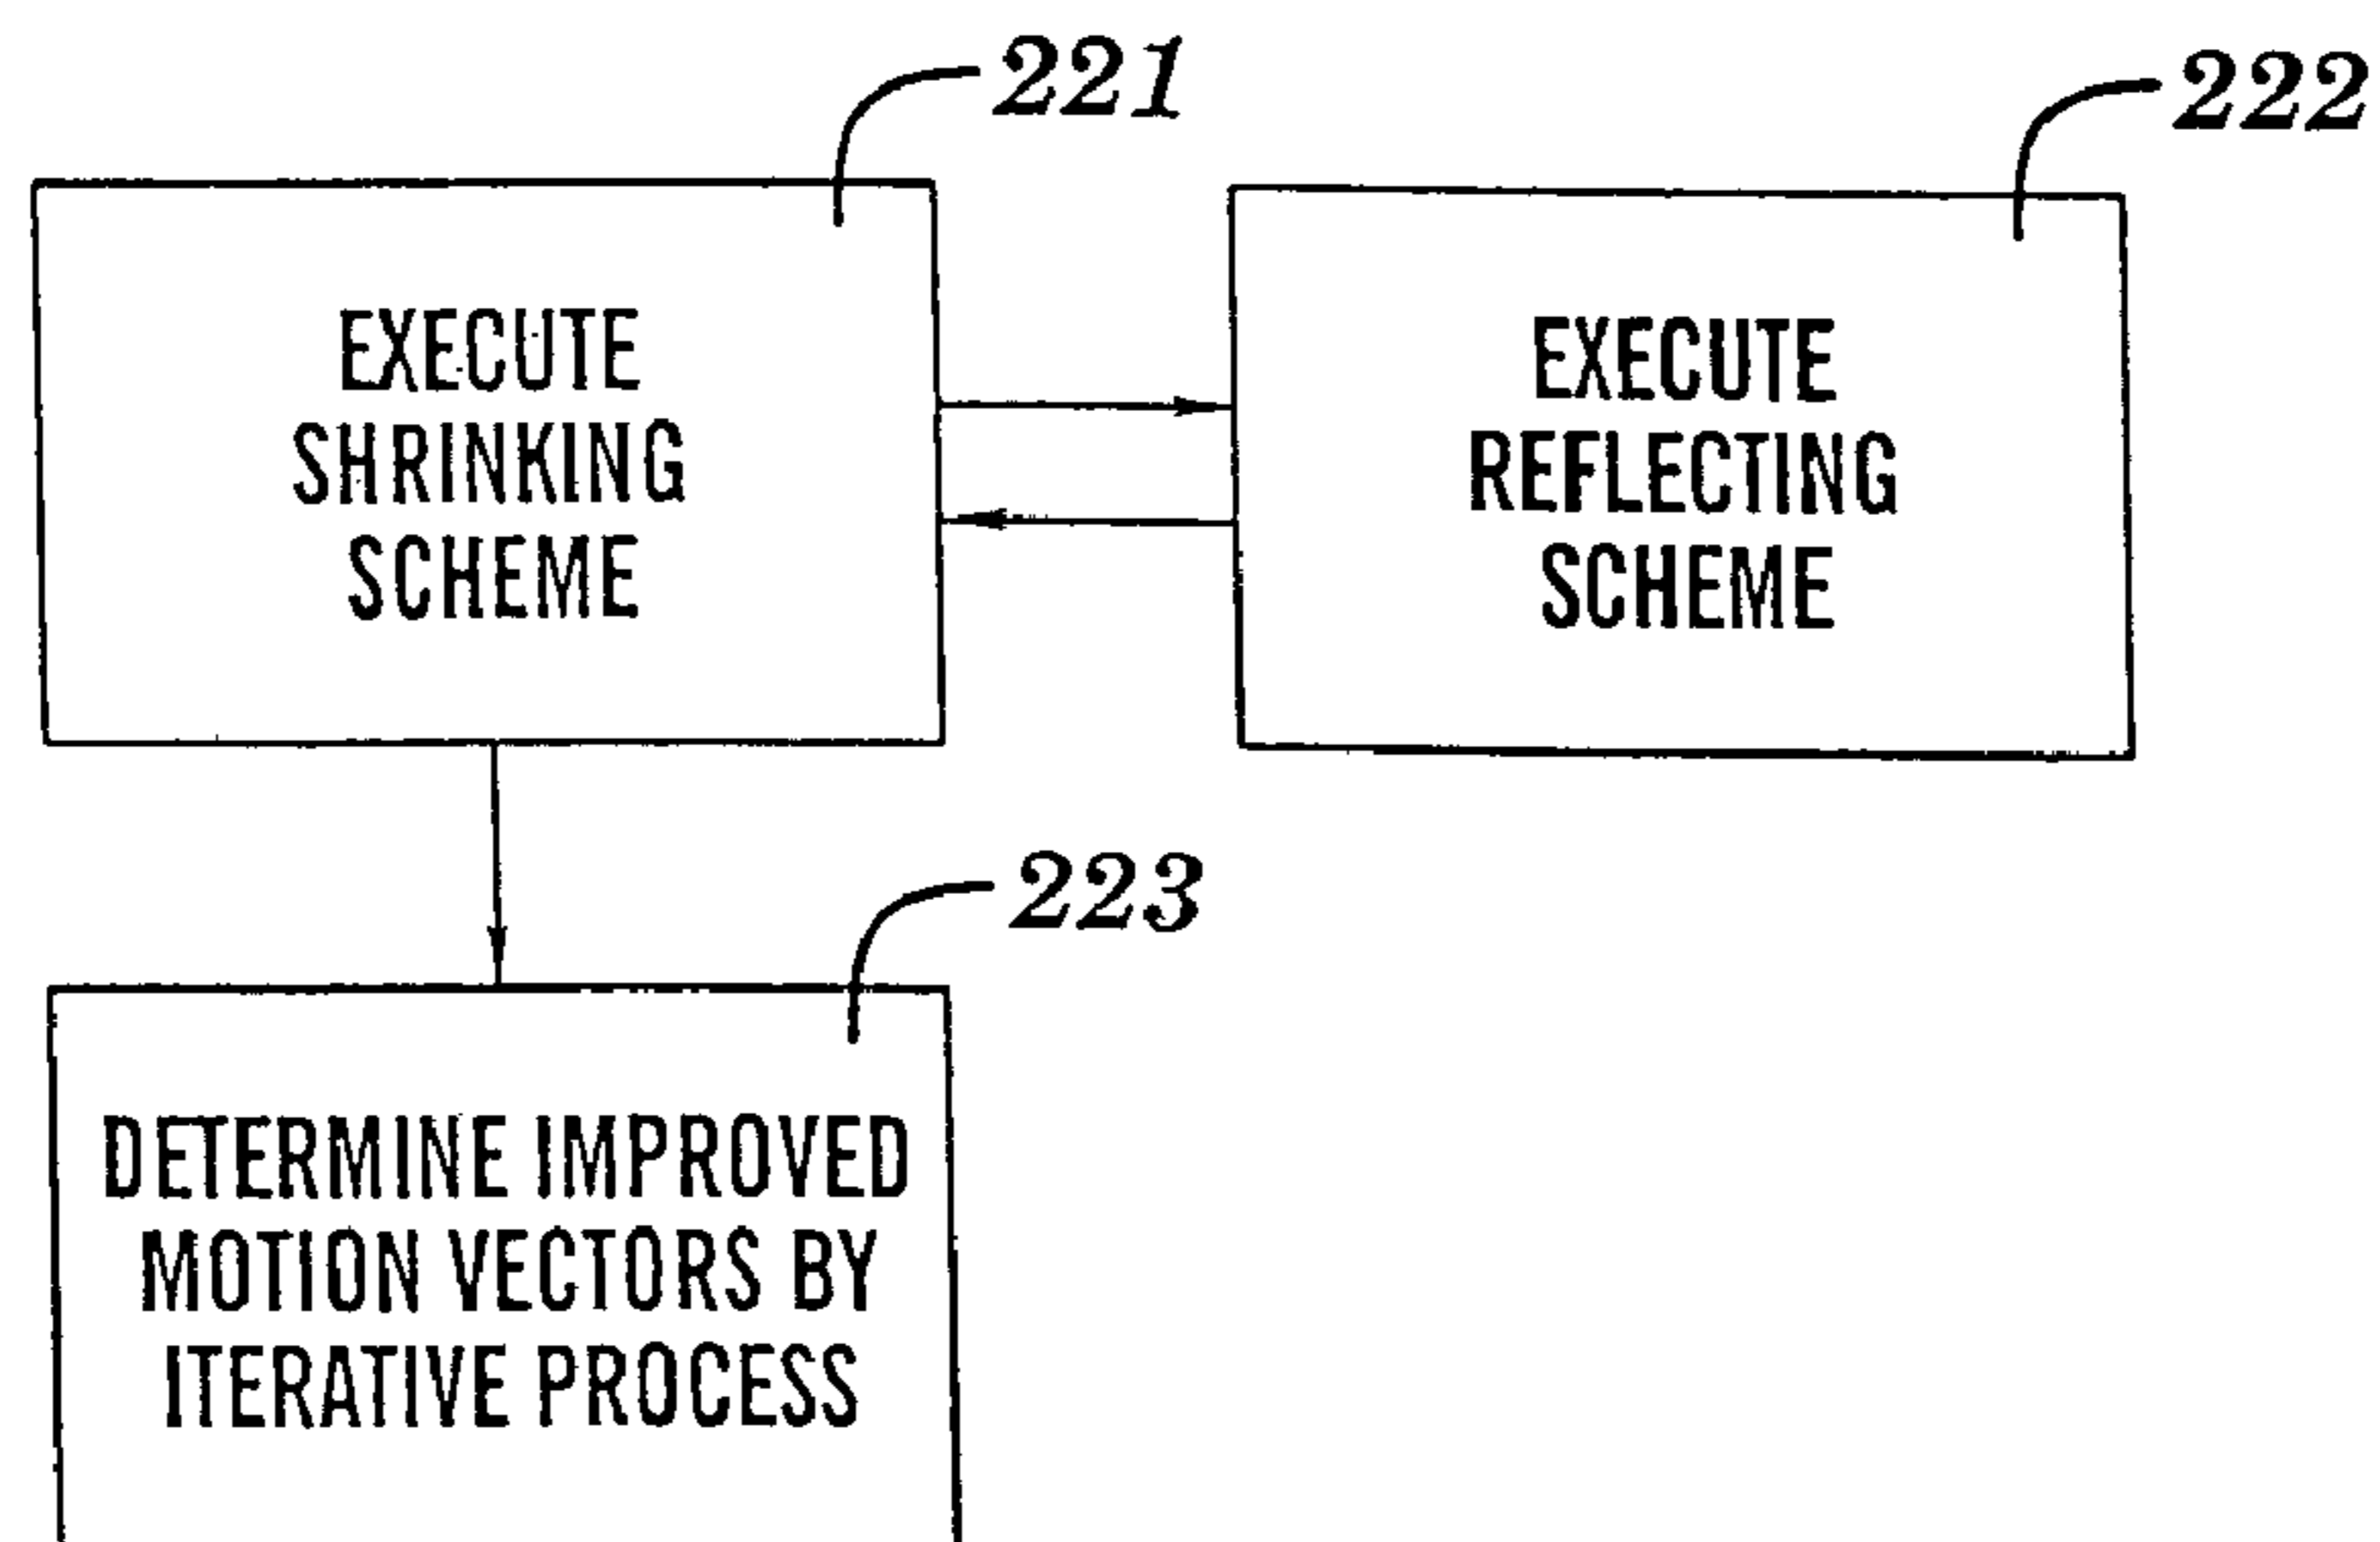 221
222
EXECUTE
SHRINKING
SCHEME
EXECUTE
REFLECTING
SCHEME
223
DETERMINE IMPROVED
MOTION VECTORS BY
ITERATIVE PROCESS